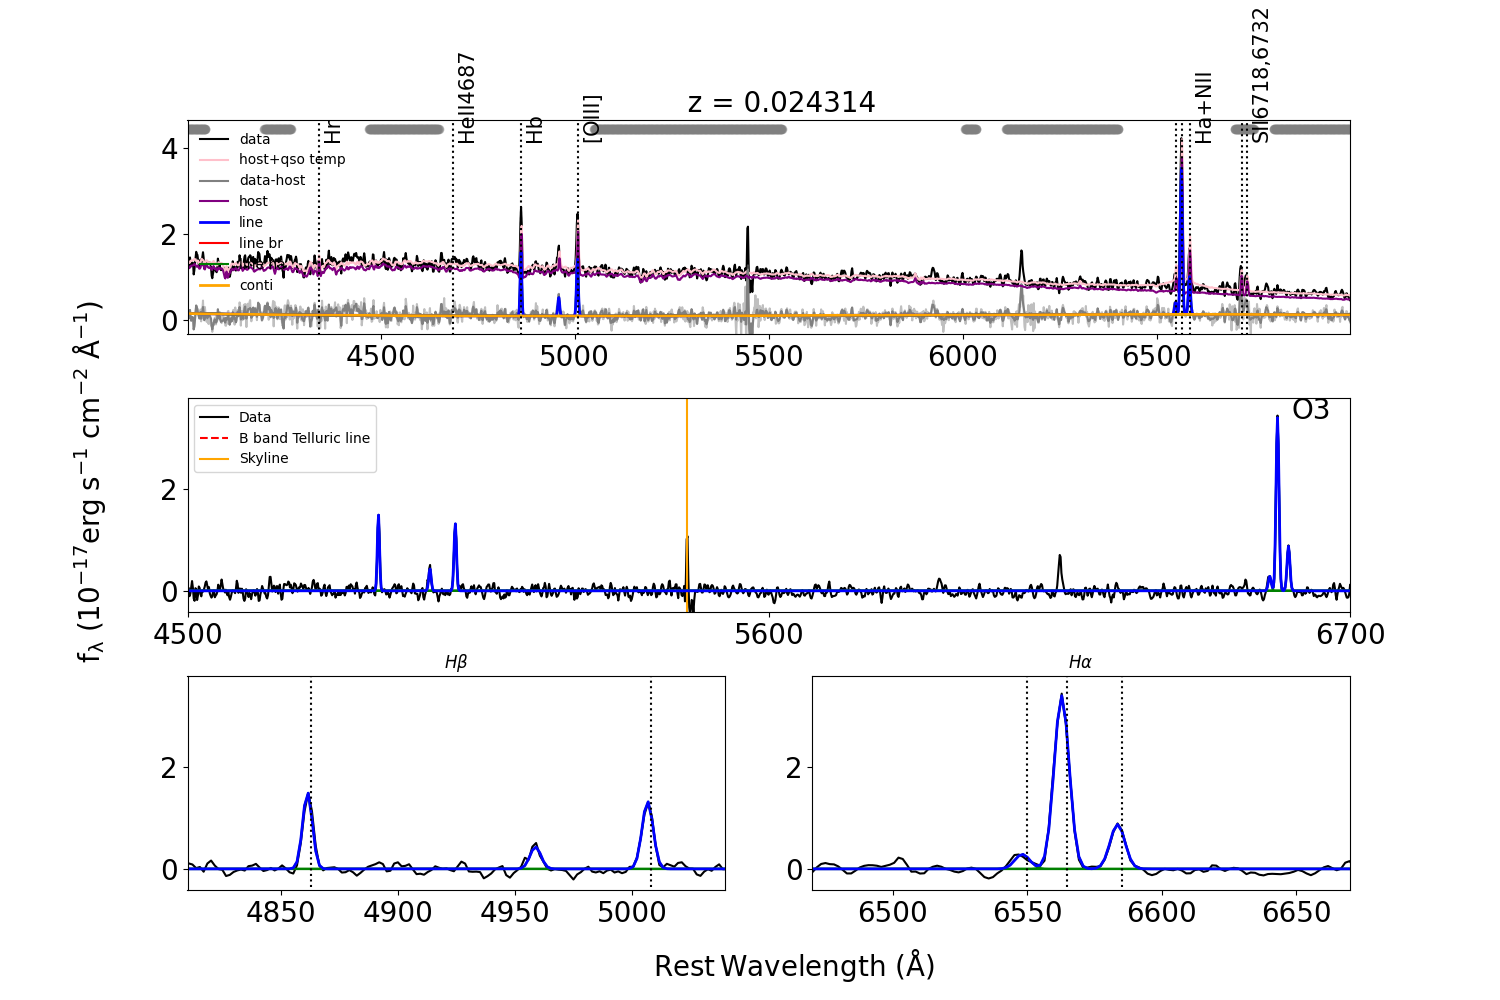 z = 0.024314
Hr
HeII4687
Hb
[OIII]
Ha+NII
SII6718,6732
data
host+qso temp
data-host
host
line
line br
conti
4
2
0
4500 5000 5500 6000 6500
Data
B band Telluric line
Skyline
O3
2
0
4500 5600 6700
fλ (10−17erg s−1 cm−2 Å−1)
Hβ
2
0
4850 4900 4950 5000
Hα
2
0
6500 6550 6600 6650
Rest Wavelength (Å)